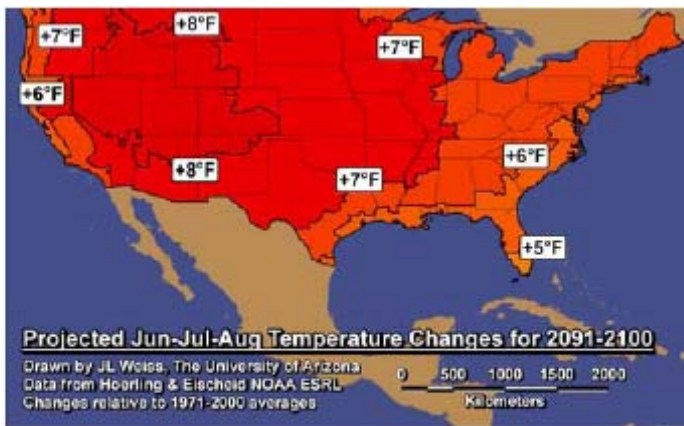 +8°F
+7°F
+7°F
+6°F
+6°F
+8°F
+7°F
+5°F
Projected Jun-Jul-Aug Temperature Changes for 2091-2100
Drawn by JL Weiss, The University of Arizona
Data from Hoerling & Eischeid NOAA ESRL
Changes relative to 1971-2000 averages
0 500 1000 1500 2000
Kilometers